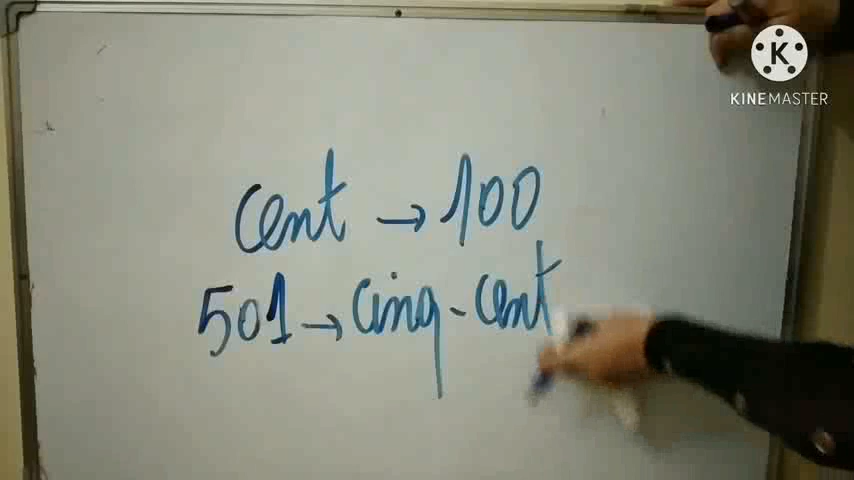 K
KINEMASTER
cent → 100
501 → cinq-cent